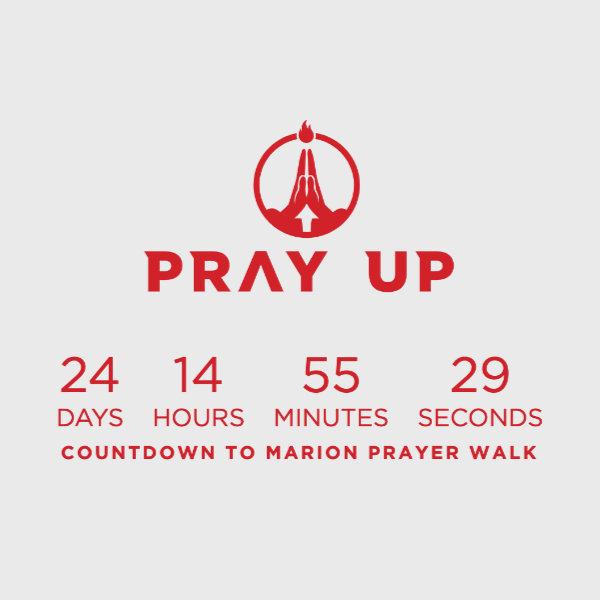 PRAY UP
24 14 55 29
DAYS HOURS MINUTES SECONDS
COUNTDOWN TO MARION PRAYER WALK